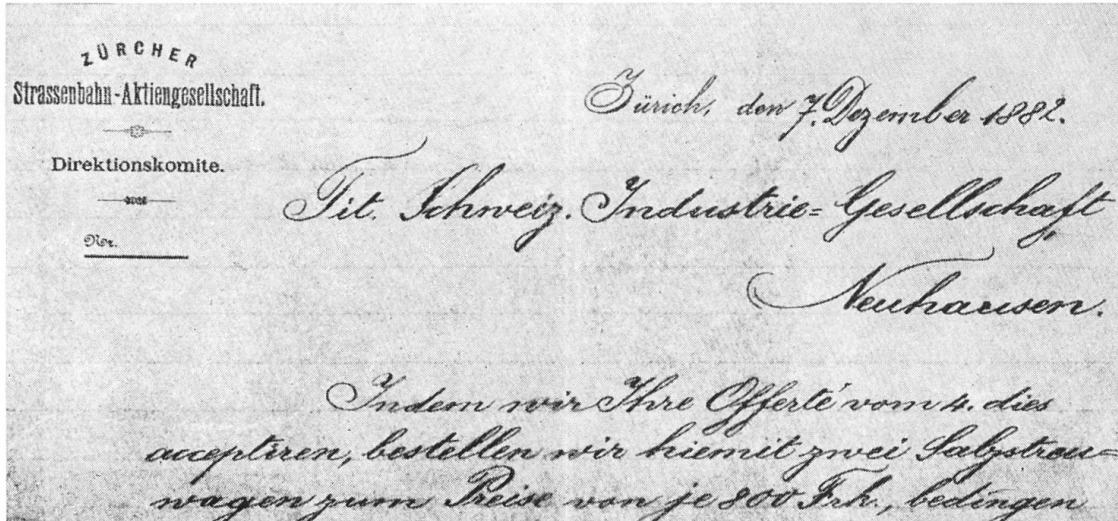 ZÜRCHER
Strassenbahn-Aktiengesellschaft.
Direktionskomite.
Nor.
Zürich, den 7. Dezember 1882.
Tit. Schweiz. Industrie= Gesellschaft,
Neuhausen.
Indem wir Ihre Offerte vom 4. dies
acceptiren, bestellen wir hiemit zwei Salzstreu=
wagen zum Preise von je 800 Frk., bedingen